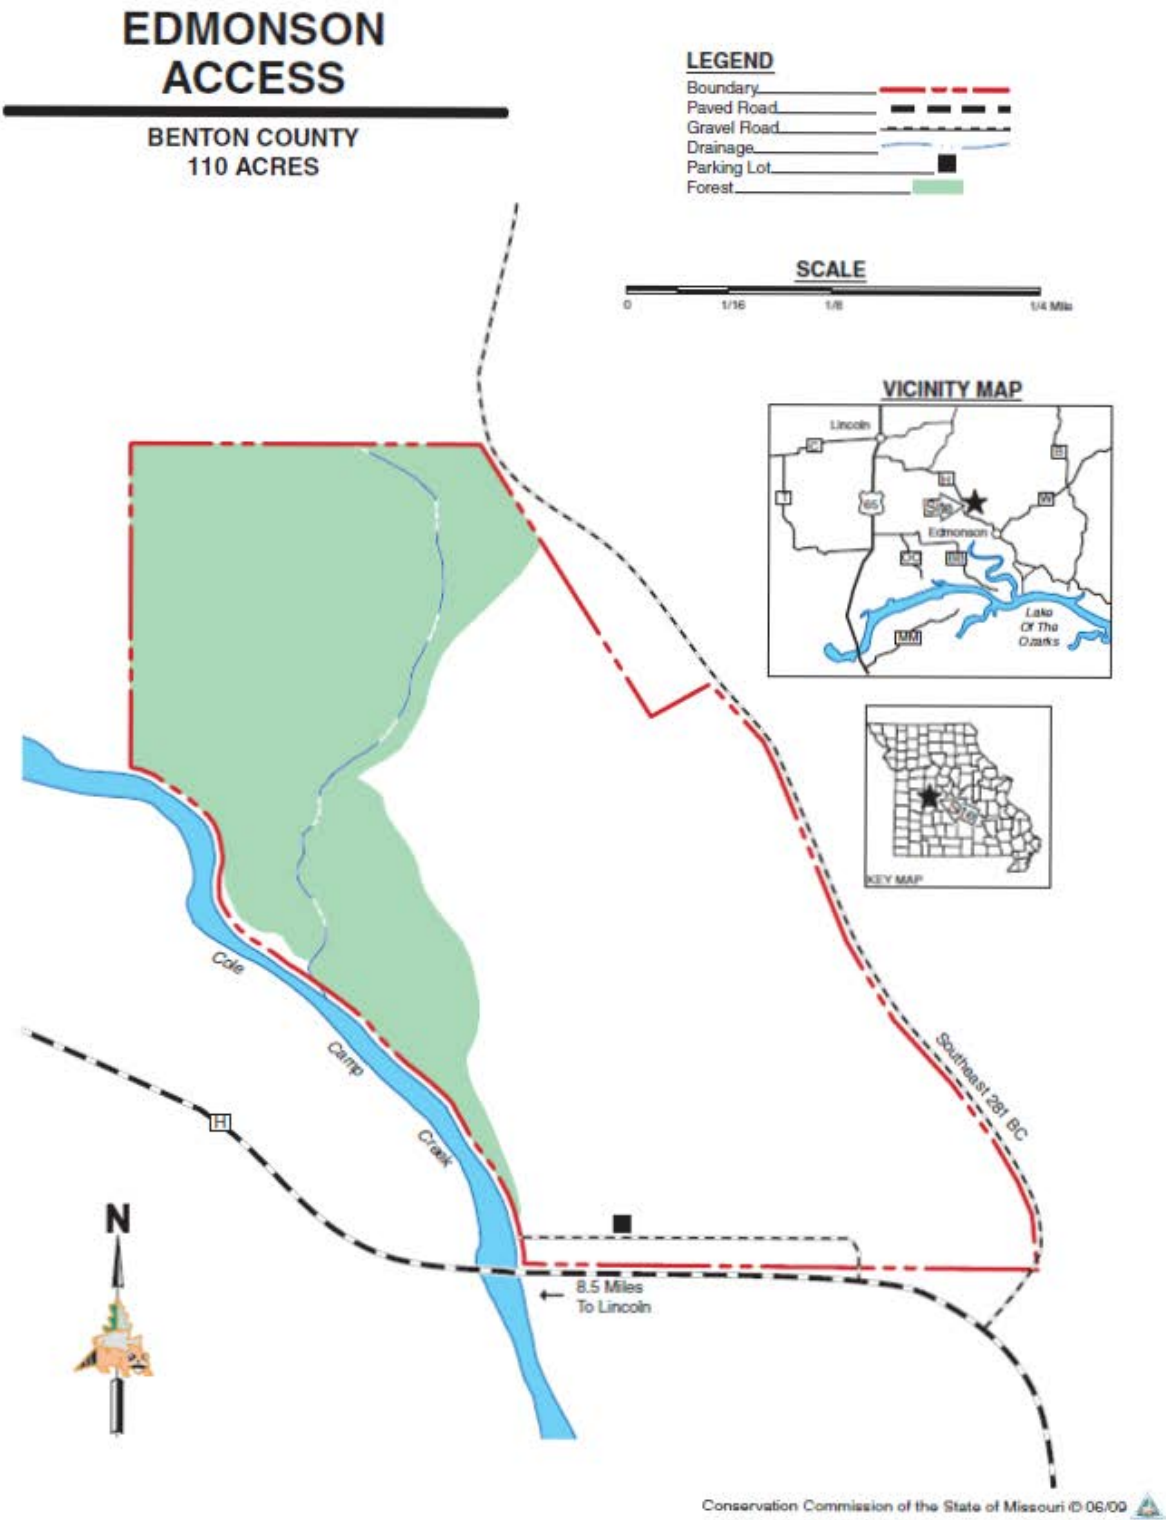 EDMONSON
ACCESS
BENTON COUNTY
110 ACRES
LEGEND
Boundary
Paved Road
Gravel Road
Drainage
Parking Lot
Forest
SCALE
0 1/16 1/8 1/4 Mile
VICINITY MAP
Lincoln
C
B
H
T
65
Site
W
Edmonson
BB
Lake
Of The
Ozarks
MM
Site
KEY MAP
Cole
Camp
Creek
Southeast 281 BC
H
N
8.5 Miles
To Lincoln
Conservation Commission of the State of Missouri © 06/09